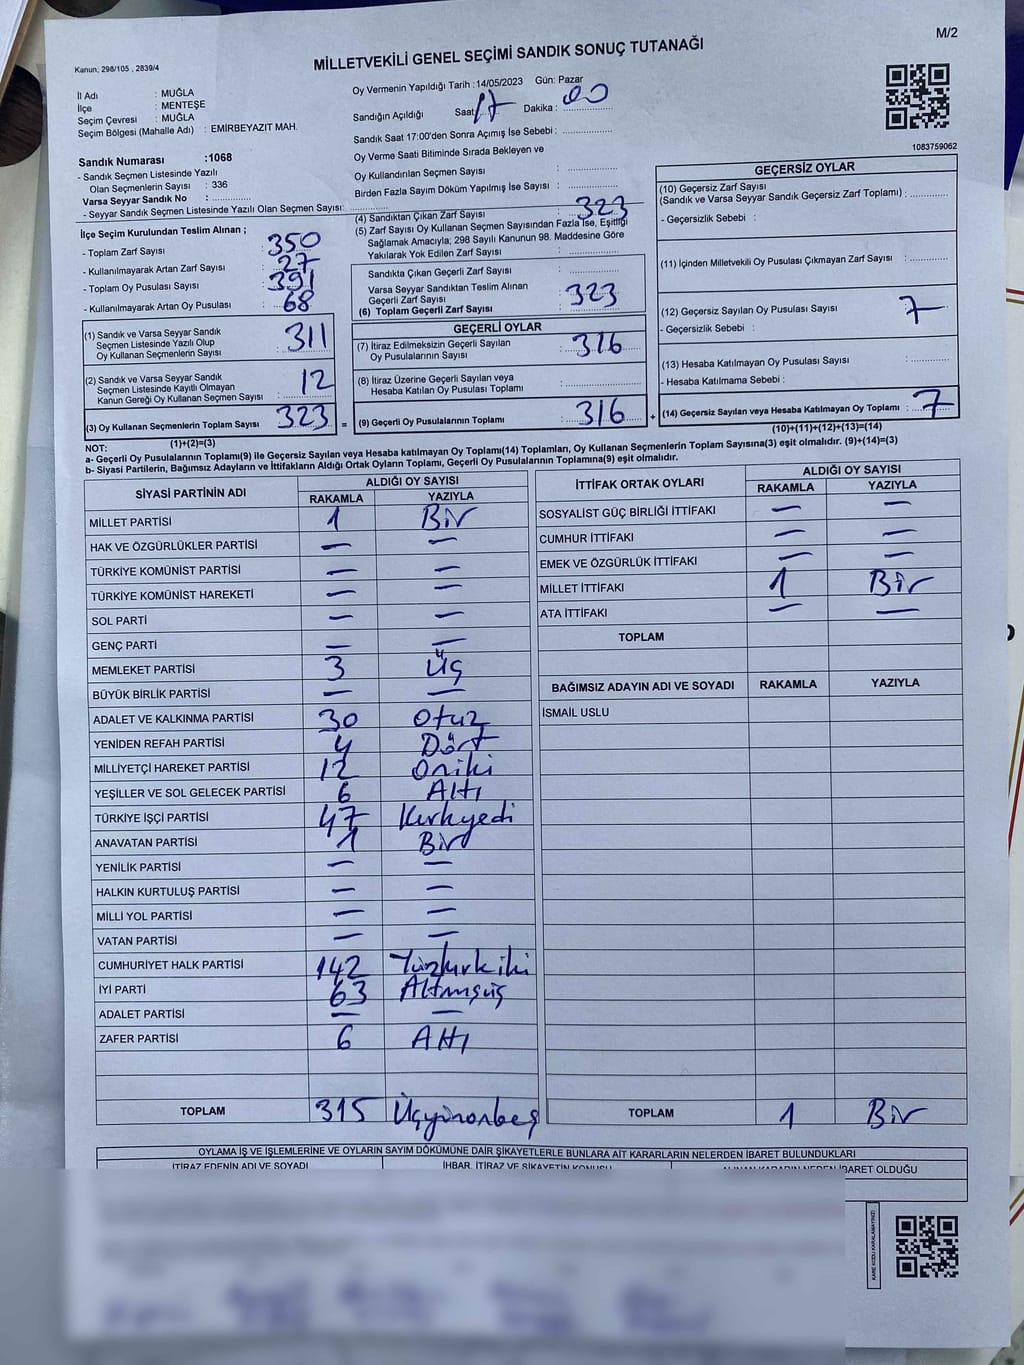 M/2
Kanun; 298/105 , 2839/4
MİLLETVEKİLİ GENEL SEÇİMİ SANDIK SONUÇ TUTANAĞI
İl Adı : MUĞLA
İlçe : MENTEŞE
Seçim Çevresi : MUĞLA
Seçim Bölgesi (Mahalle Adı) : EMİRBEYAZIT MAH.
Sandık Numarası :1068
- Sandık Seçmen Listesinde Yazılı
Olan Seçmenlerin Sayısı : 336
Varsa Seyyar Sandık No :
- Seyyar Sandık Seçmen Listesinde Yazılı Olan Seçmen Sayısı:
Oy Vermenin Yapıldığı Tarih :14/05/2023 Gün: Pazar
Sandığın Açıldığı Saat 17 Dakika : 00
Sandık Saat 17:00'den Sonra Açımış İse Sebebi :
Oy Verme Saati Bitiminde Sırada Bekleyen ve
Oy Kullandırılan Seçmen Sayısı :
Birden Fazla Sayım Döküm Yapılmış İse Sayısı :
1083759062
İlçe Seçim Kurulundan Teslim Alınan ;
- Toplam Zarf Sayısı : 350
- Kullanılmayarak Artan Zarf Sayısı : 27
- Toplam Oy Pusulası Sayısı : 391
- Kullanılmayarak Artan Oy Pusulası : 68
(1) Sandık ve Varsa Seyyar Sandık
Seçmen Listesinde Yazılı Olup
Oy Kullanan Seçmenlerin Sayısı : 311
(2) Sandık ve Varsa Seyyar Sandık
Seçmen Listesinde Kayıtlı Olmayan
Kanun Gereği Oy Kullanan Seçmen Sayısı : 12
(3) Oy Kullanan Seçmenlerin Toplam Sayısı : 323
(1)+(2)=(3)
(4) Sandıktan Çıkan Zarf Sayısı : 323
(5) Zarf Sayısı Oy Kullanan Seçmen Sayısından Fazla İse, Eşitliği
Sağlamak Amacıyla; 298 Sayılı Kanunun 98. Maddesine Göre
Yakılarak Yok Edilen Zarf Sayısı :
Sandıkta Çıkan Geçerli Zarf Sayısı :
Varsa Seyyar Sandıktan Teslim Alınan
Geçerli Zarf Sayısı :
(6) Toplam Geçerli Zarf Sayısı : 323
GEÇERLİ OYLAR
(7) İtiraz Edilmeksizin Geçerli Sayılan
Oy Pusulalarının Sayısı : 316
(8) İtiraz Üzerine Geçerli Sayılan veya
Hesaba Katılan Oy Pusulası Toplamı :
= (9) Geçerli Oy Pusulalarının Toplamı : 316 +
GEÇERSİZ OYLAR
(10) Geçersiz Zarf Sayısı
(Sandık ve Varsa Seyyar Sandık Geçersiz Zarf Toplamı) :
- Geçersizlik Sebebi :
(11) İçinden Milletvekili Oy Pusulası Çıkmayan Zarf Sayısı :
(12) Geçersiz Sayılan Oy Pusulası Sayısı : 7
- Geçersizlik Sebebi :
(13) Hesaba Katılmayan Oy Pusulası Sayısı :
- Hesaba Katılmama Sebebi :
(14) Geçersiz Sayılan veya Hesaba Katılmayan Oy Toplamı : 7
(10)+(11)+(12)+(13)=(14)
NOT:
a- Geçerli Oy Pusulalarının Toplamı(9) ile Geçersiz Sayılan veya Hesaba katılmayan Oy Toplamı(14) Toplamları, Oy Kullanan Seçmenlerin Toplam Sayısına(3) eşit olmalıdır. (9)+(14)=(3)
b- Siyasi Partilerin, Bağımsız Adayların ve İttifakların Aldığı Ortak Oyların Toplamı, Geçerli Oy Pusulalarının Toplamına(9) eşit olmalıdır.
SİYASİ PARTİNİN ADI ALDIĞI OY SAYISI
RAKAMLA YAZIYLA
MİLLET PARTİSİ 1 Bir
HAK VE ÖZGÜRLÜKLER PARTİSİ — —
TÜRKİYE KOMÜNİST PARTİSİ — —
TÜRKİYE KOMÜNİST HAREKETİ — —
SOL PARTİ — —
GENÇ PARTİ — —
MEMLEKET PARTİSİ 3 Üç
BÜYÜK BİRLİK PARTİSİ — —
ADALET VE KALKINMA PARTİSİ 30 Otuz
YENİDEN REFAH PARTİSİ 4 Dört
MİLLİYETÇİ HAREKET PARTİSİ 12 Oniki
YEŞİLLER VE SOL GELECEK PARTİSİ 6 Altı
TÜRKİYE İŞÇİ PARTİSİ 47 Kırkyedi
ANAVATAN PARTİSİ 1 Bir
YENİLİK PARTİSİ — —
HALKIN KURTULUŞ PARTİSİ — —
MİLLİ YOL PARTİSİ — —
VATAN PARTİSİ — —
CUMHURİYET HALK PARTİSİ 142 Yüzkırkiki
İYİ PARTİ 63 Altmışüç
ADALET PARTİSİ — —
ZAFER PARTİSİ 6 Altı
TOPLAM 315 Üçyüzonbeş
İTTİFAK ORTAK OYLARI ALDIĞI OY SAYISI
RAKAMLA YAZIYLA
SOSYALİST GÜÇ BİRLİĞİ İTTİFAKI — —
CUMHUR İTTİFAKI — —
EMEK VE ÖZGÜRLÜK İTTİFAKI — —
MİLLET İTTİFAKI 1 Bir
ATA İTTİFAKI — —
TOPLAM
BAĞIMSIZ ADAYIN ADI VE SOYADI RAKAMLA YAZIYLA
İSMAİL USLU
TOPLAM 1 Bir
OYLAMA İŞ VE İŞLEMLERİNE VE OYLARIN SAYIM DÖKÜMÜNE DAİR ŞİKAYETLERLE BUNLARA AİT KARARLARIN NELERDEN İBARET BULUNDUKLARI
İTİRAZ EDENİN ADI VE SOYADI İHBAR, İTİRAZ VE ŞİKAYETİN KONUSU ALINAN KARARIN NEDEN İBARET OLDUĞU
KARE KODU KARALAMAYINIZ!